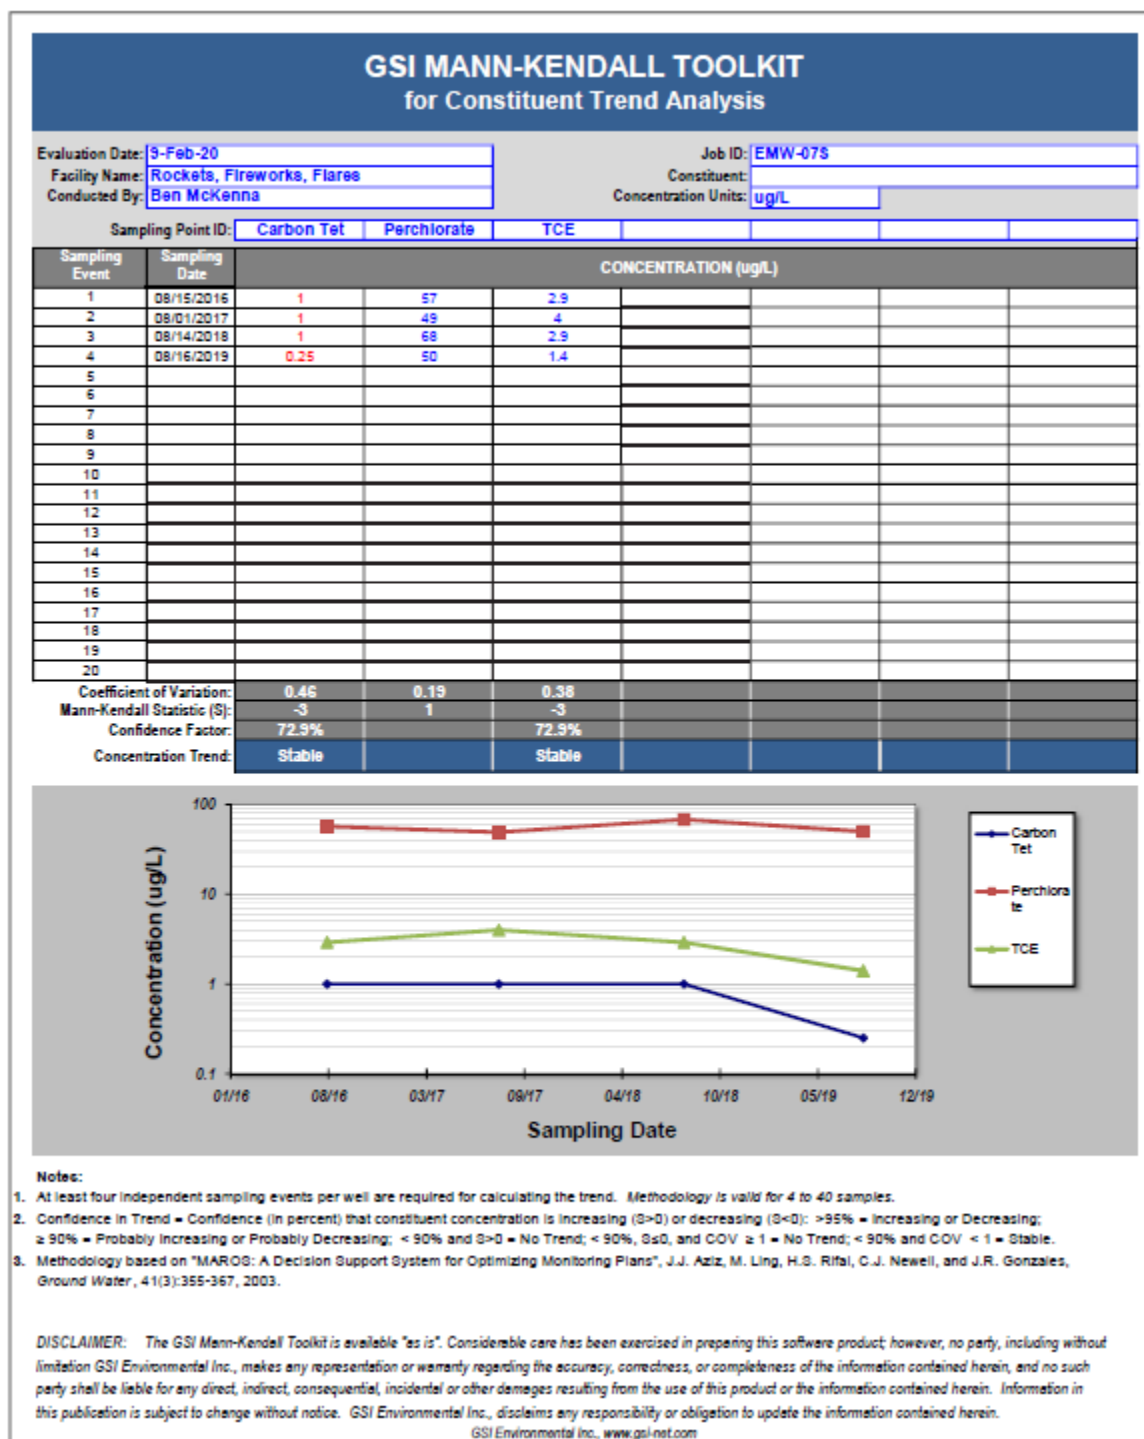 GSI MANN-KENDALL TOOLKIT
for Constituent Trend Analysis
Evaluation Date: 9-Feb-20 Job ID: EMW-07S
Facility Name: Rockets, Fireworks, Flares Constituent:
Conducted By: Ben McKenna Concentration Units: ug/L
Sampling Point ID: Carbon Tet Perchlorate TCE
Sampling Event Sampling Date CONCENTRATION (ug/L)
1 08/15/2016 1 57 2.9
2 08/01/2017 1 49 4
3 08/14/2018 1 68 2.9
4 08/16/2019 0.25 50 1.4
5
6
7
8
9
10
11
12
13
14
15
16
17
18
19
20
Coefficient of Variation: 0.46 0.19 0.38
Mann-Kendall Statistic (S): -3 1 -3
Confidence Factor: 72.9% 72.9%
Concentration Trend: Stable Stable
100
10
1
0.1
Concentration (ug/L)
01/16 08/16 03/17 09/17 04/18 10/18 05/19 12/19
Sampling Date
Carbon
Tet
Perchlora
te
TCE
Notes:
1. At least four independent sampling events per well are required for calculating the trend. Methodology is valid for 4 to 40 samples.
2. Confidence in Trend = Confidence (in percent) that constituent concentration is increasing (S>0) or decreasing (S<0): >95% = Increasing or Decreasing;
≥ 90% = Probably Increasing or Probably Decreasing; < 90% and S>0 = No Trend; < 90%, S≤0, and COV ≥ 1 = No Trend; < 90% and COV < 1 = Stable.
3. Methodology based on "MAROS: A Decision Support System for Optimizing Monitoring Plans", J.J. Aziz, M. Ling, H.S. Rifai, C.J. Newell, and J.R. Gonzales,
Ground Water, 41(3):355-367, 2003.
DISCLAIMER: The GSI Mann-Kendall Toolkit is available "as is". Considerable care has been exercised in preparing this software product; however, no party, including without
limitation GSI Environmental Inc., makes any representation or warranty regarding the accuracy, correctness, or completeness of the information contained herein, and no such
party shall be liable for any direct, indirect, consequential, incidental or other damages resulting from the use of this product or the information contained herein. Information in
this publication is subject to change without notice. GSI Environmental Inc., disclaims any responsibility or obligation to update the information contained herein.
GSI Environmental Inc., www.gsi-net.com